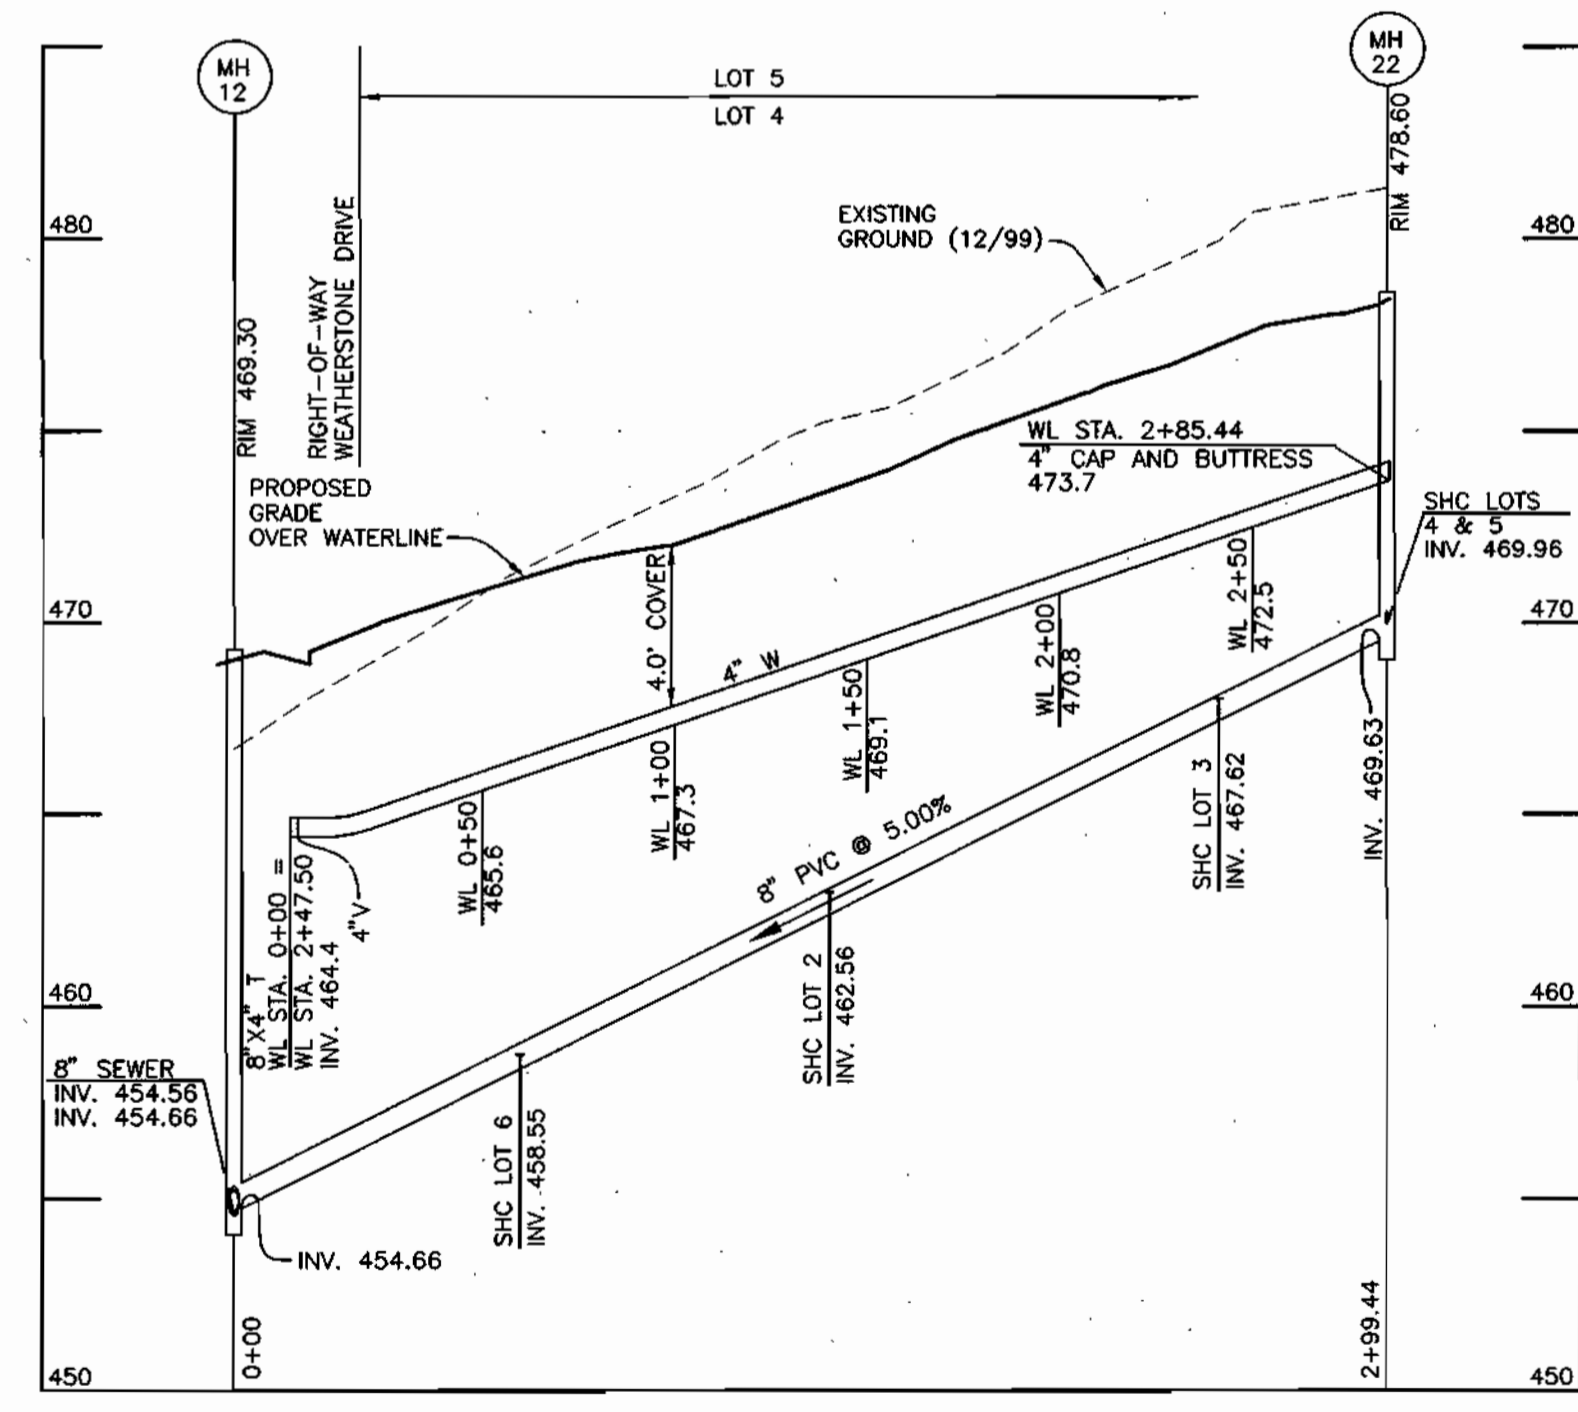 MH
12
MH
22
LOT 5
LOT 4
RIM 478.60
EXISTING
GROUND (12/99)
480
480
RIM 469.30
RIGHT-OF-WAY
WEATHERSTONE DRIVE
PROPOSED
GRADE
OVER WATERLINE
WL STA. 2+85.44
4" CAP AND BUTTRESS
473.7
SHC LOTS
4 & 5
INV. 469.96
470
470
4.0' COVER
4" W
WL 0+50
465.6
WL 1+00
467.3
WL 1+50
469.1
WL 2+00
470.8
WL 2+50
472.5
8" PVC @ 5.00%
SHC LOT 3
INV. 467.62
INV. 469.63
8"X4" T
WL STA. 0+00 =
WL STA. 2+47.50
INV. 464.4
4"V
460
460
SHC LOT 2
INV. 462.56
8" SEWER
INV. 454.56
INV. 454.66
SHC LOT 6
INV. 458.55
INV. 454.66
0+00
2+99.44
450
450